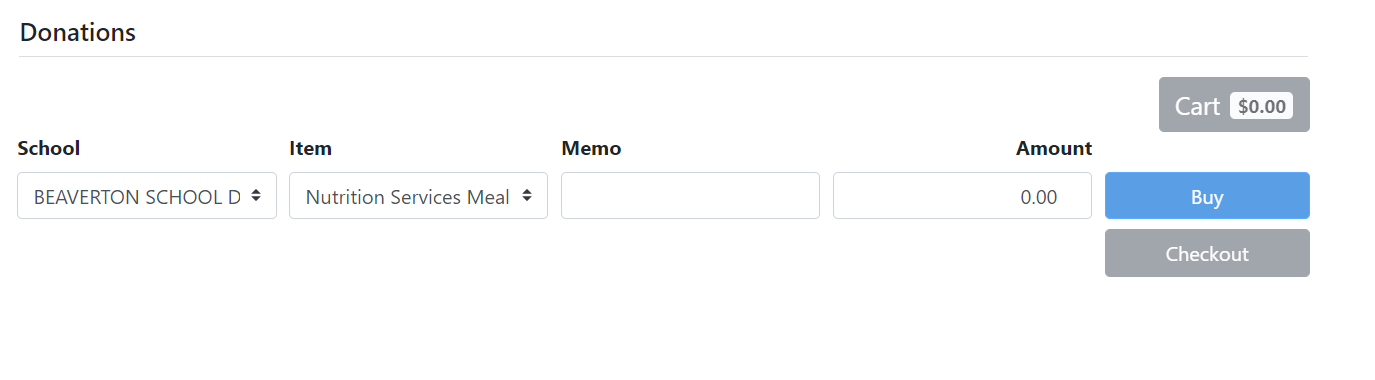 Donations
Cart $0.00
School Item Memo Amount
BEAVERTON SCHOOL D Nutrition Services Meal 0.00 Buy
Checkout